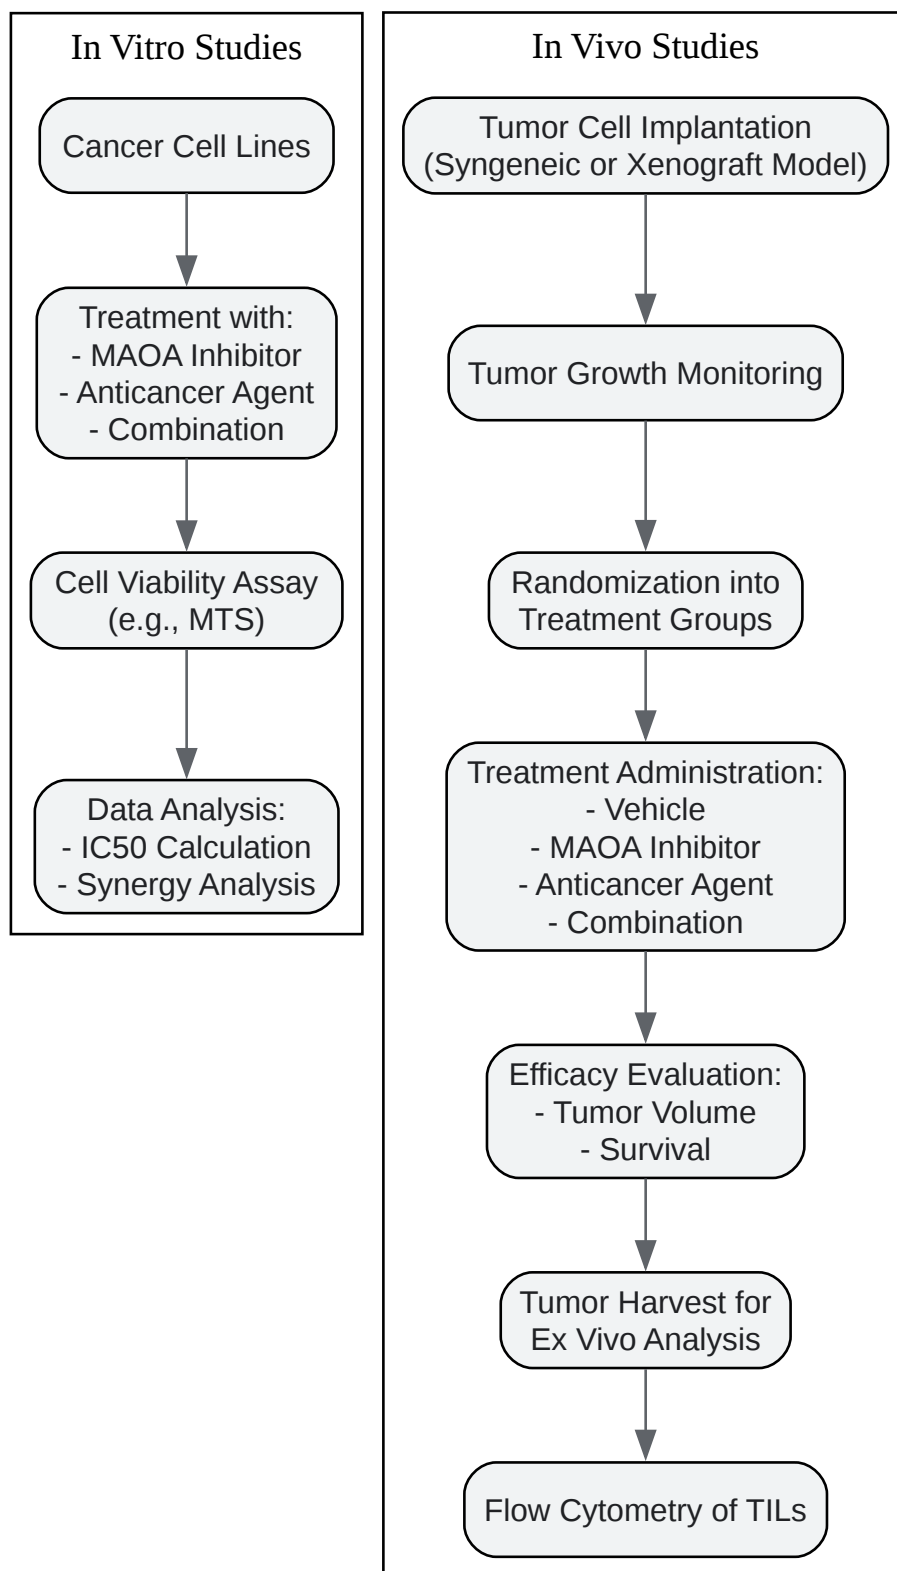 In Vitro Studies
Cancer Cell Lines
Treatment with:
- MAOA Inhibitor
- Anticancer Agent
- Combination
Cell Viability Assay
(e.g., MTS)
Data Analysis:
- IC50 Calculation
- Synergy Analysis
In Vivo Studies
Tumor Cell Implantation
(Syngeneic or Xenograft Model)
Tumor Growth Monitoring
Randomization into
Treatment Groups
Treatment Administration:
- Vehicle
- MAOA Inhibitor
- Anticancer Agent
- Combination
Efficacy Evaluation:
- Tumor Volume
- Survival
Tumor Harvest for
Ex Vivo Analysis
Flow Cytometry of TILs